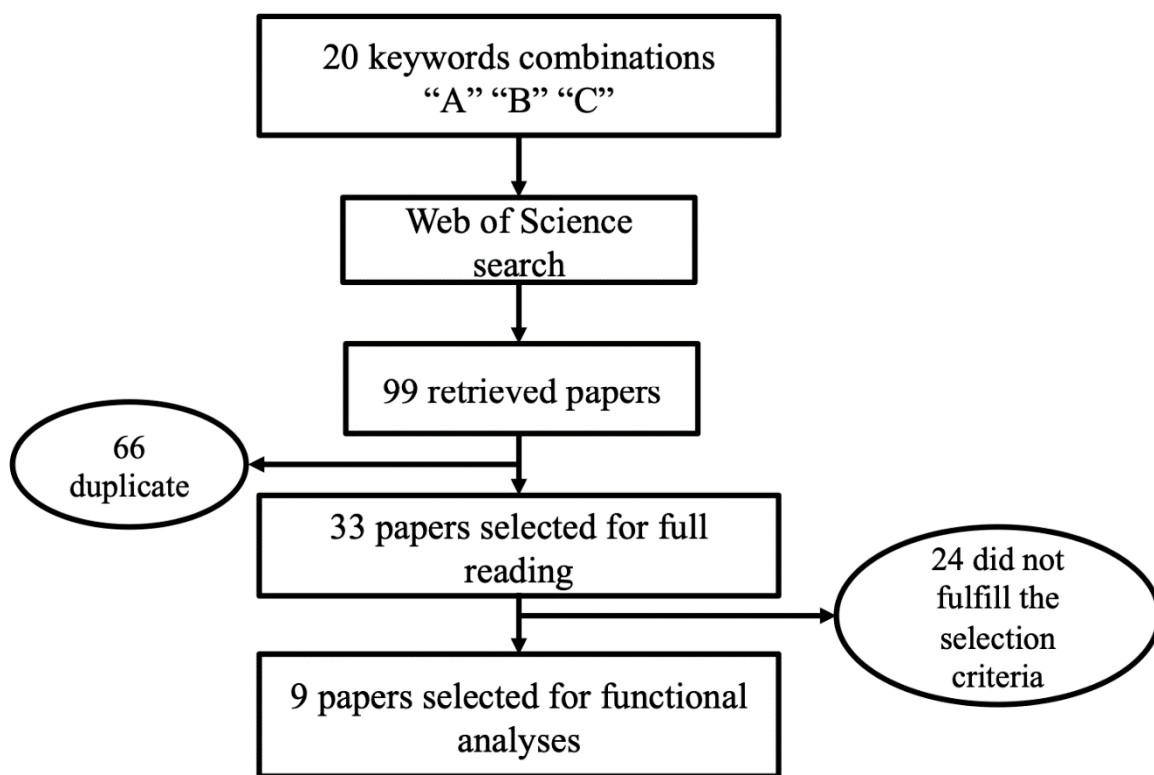 20 keywords combinations
“A” “B” “C”
Web of Science
search
99 retrieved papers
66
duplicate
33 papers selected for full
reading
24 did not
fulfill the
selection
criteria
9 papers selected for functional
analyses